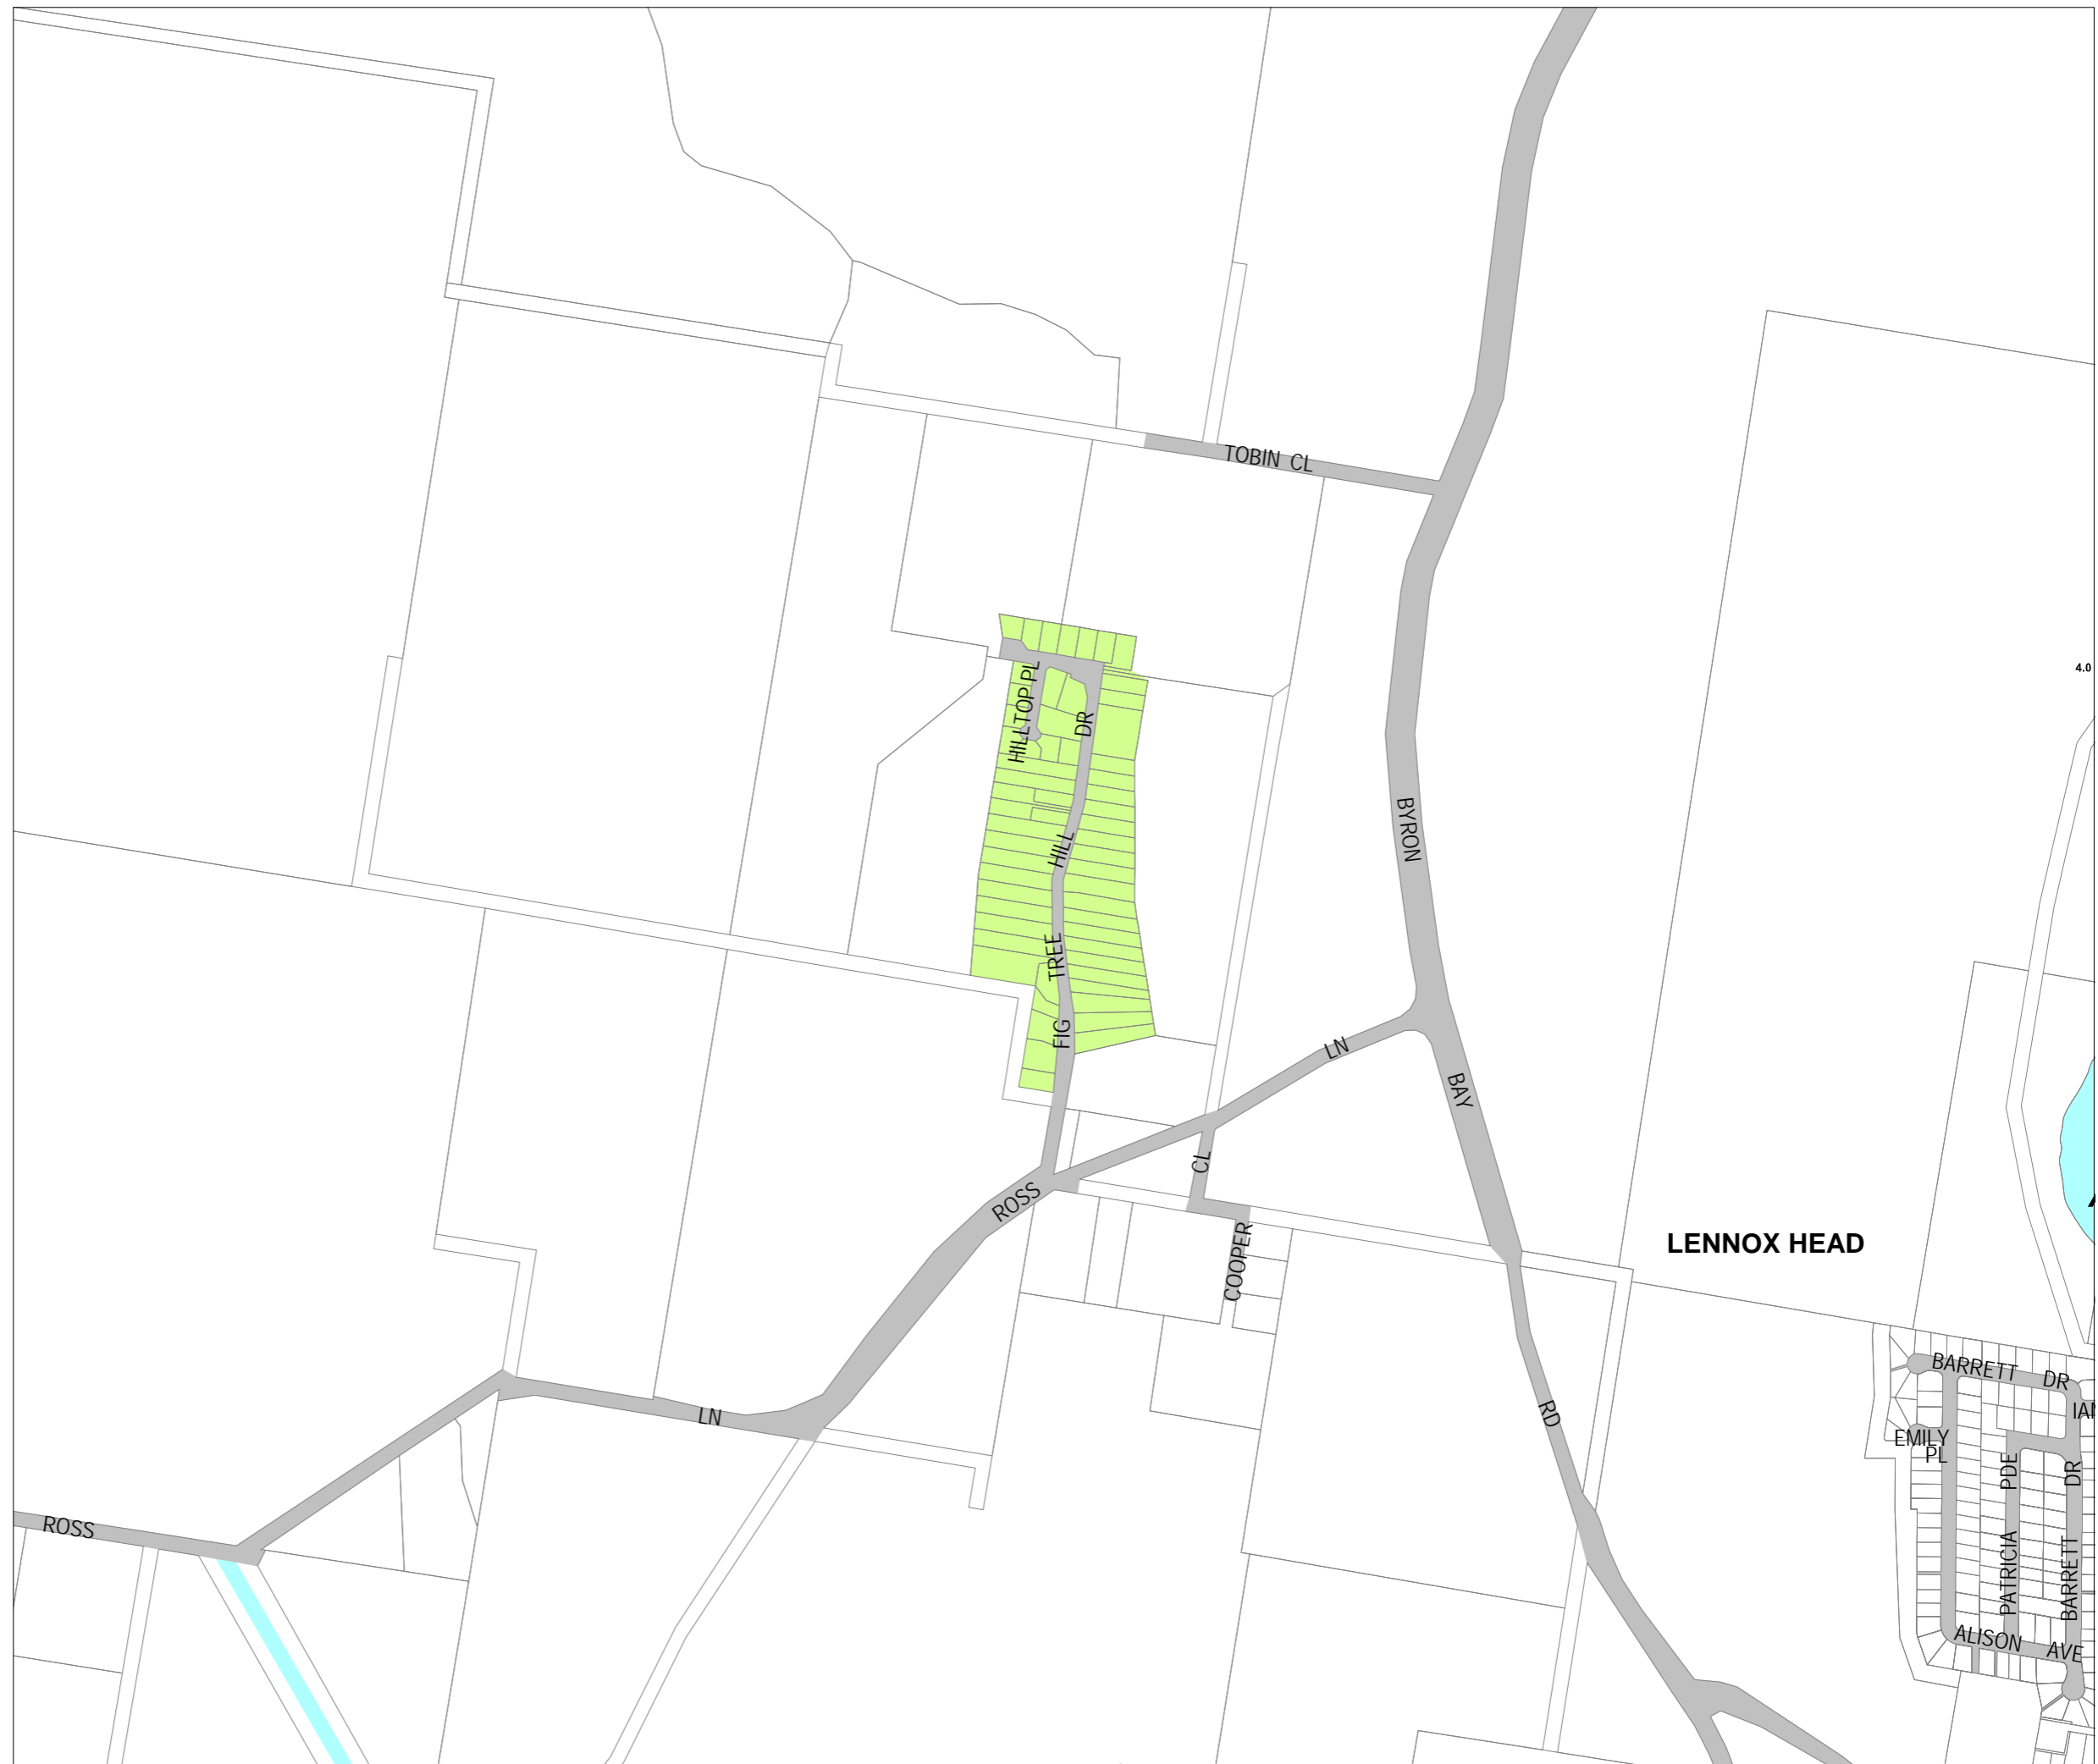 TOBIN CL
4.0
HILLTOP PL
FIG TREE HILL DR
BYRON BAY RD
LN
CL
ROSS
COOPER
LENNOX HEAD
BARRETT DR
LN
EMILY
PL
PDE
DR
ROSS
PATRICIA
BARRETT
ALISON AVE